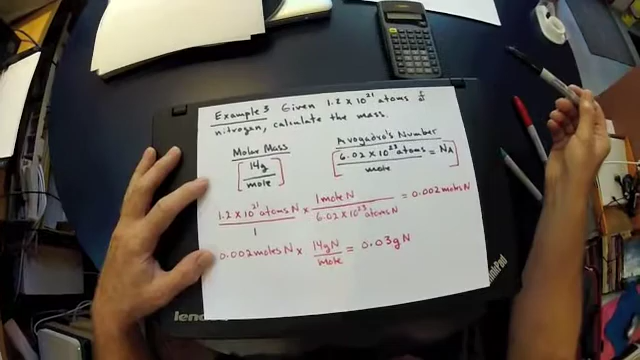 Example 3 Given 1.2 x 10^21 atoms of
nitrogen, calculate the mass.
Molar Mass
[14g/mole]
Avogadro's Number
[6.02 x 10^23 atoms/mole = NA]
1.2 x 10^21 atoms N/1 x 1 mole N/6.02 x 10^23 atoms N = 0.002 moles N
0.002 moles N x 14g N/mole = 0.03g N
lenovo
ThinkPad